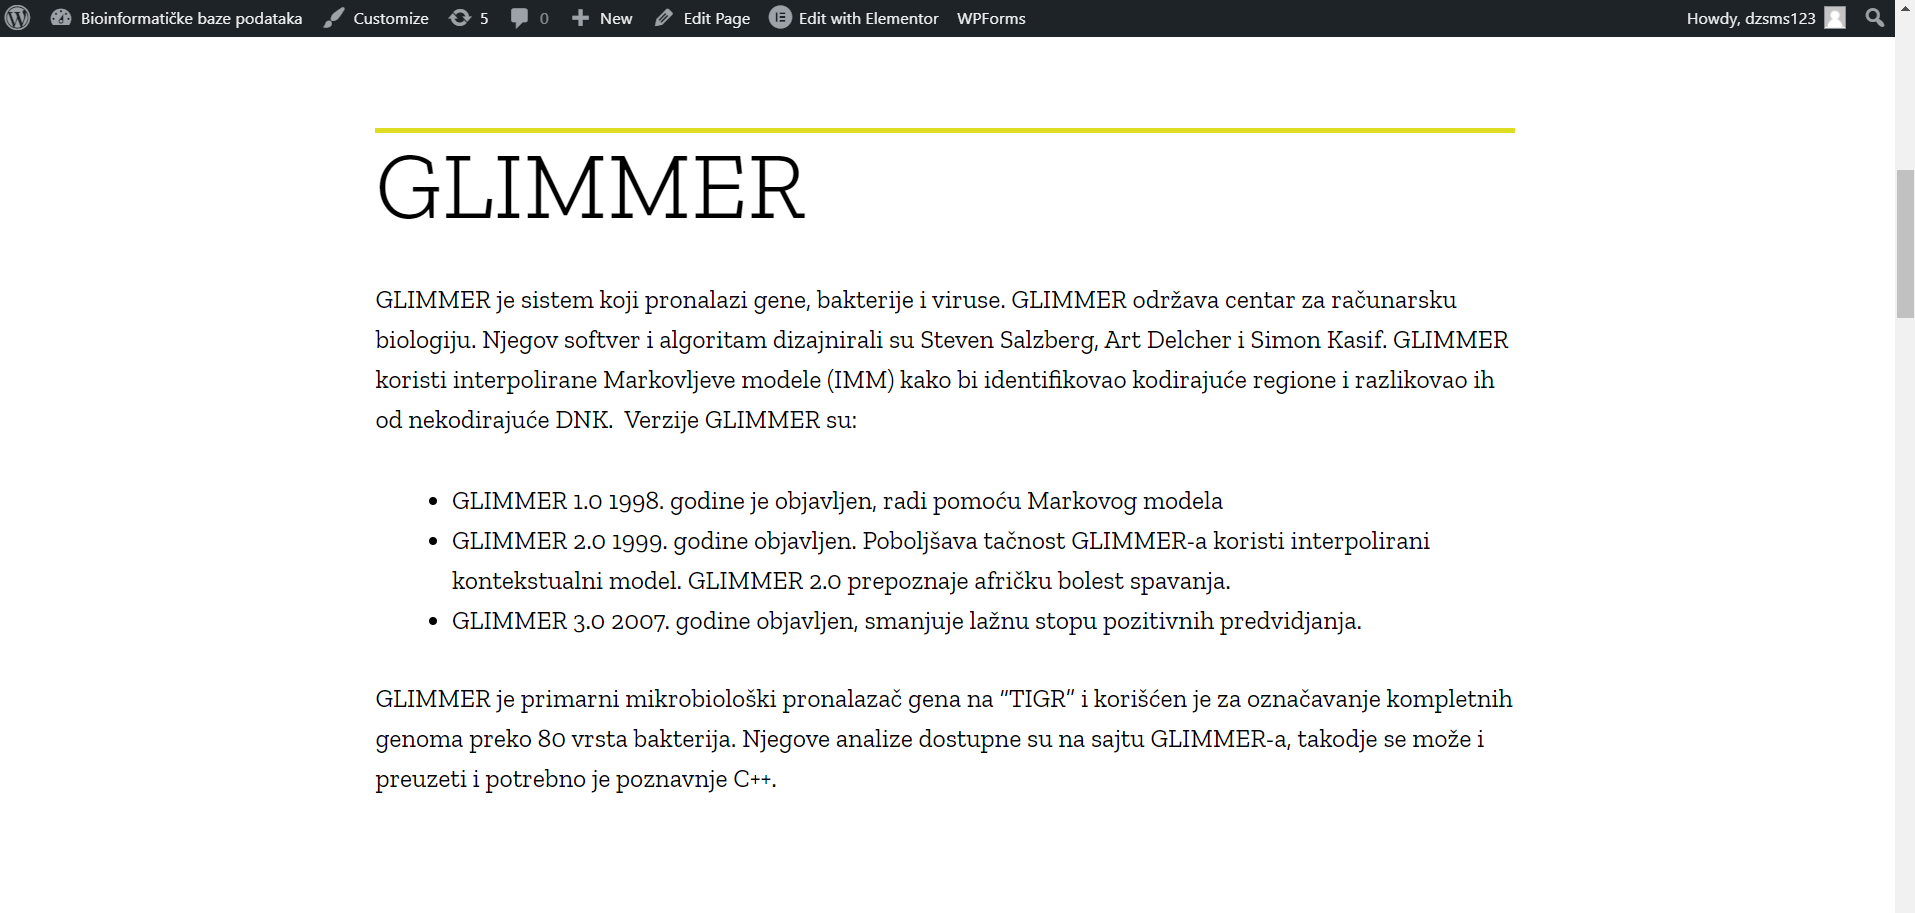 Bioinformatičke baze podataka Customize 5 0 New Edit Page Edit with Elementor WPForms Howdy, dzsms123
GLIMMER
GLIMMER je sistem koji pronalazi gene, bakterije i viruse. GLIMMER održava centar za računarsku
biologiju. Njegov softver i algoritam dizajnirali su Steven Salzberg, Art Delcher i Simon Kasif. GLIMMER
koristi interpolirane Markovljeve modele (IMM) kako bi identifikovao kodirajuće regione i razlikovao ih
od nekodirajuće DNK.  Verzije GLIMMER su:
• GLIMMER 1.0 1998. godine je objavljen, radi pomoću Markovog modela
• GLIMMER 2.0 1999. godine objavljen. Poboljšava tačnost GLIMMER-a koristi interpolirani
kontekstualni model. GLIMMER 2.0 prepoznaje afričku bolest spavanja.
• GLIMMER 3.0 2007. godine objavljen, smanjuje lažnu stopu pozitivnih predvidjanja.
GLIMMER je primarni mikrobiološki pronalazač gena na “TIGR” i korišćen je za označavanje kompletnih
genoma preko 80 vrsta bakterija. Njegove analize dostupne su na sajtu GLIMMER-a, takodje se može i
preuzeti i potrebno je poznavnje C++.